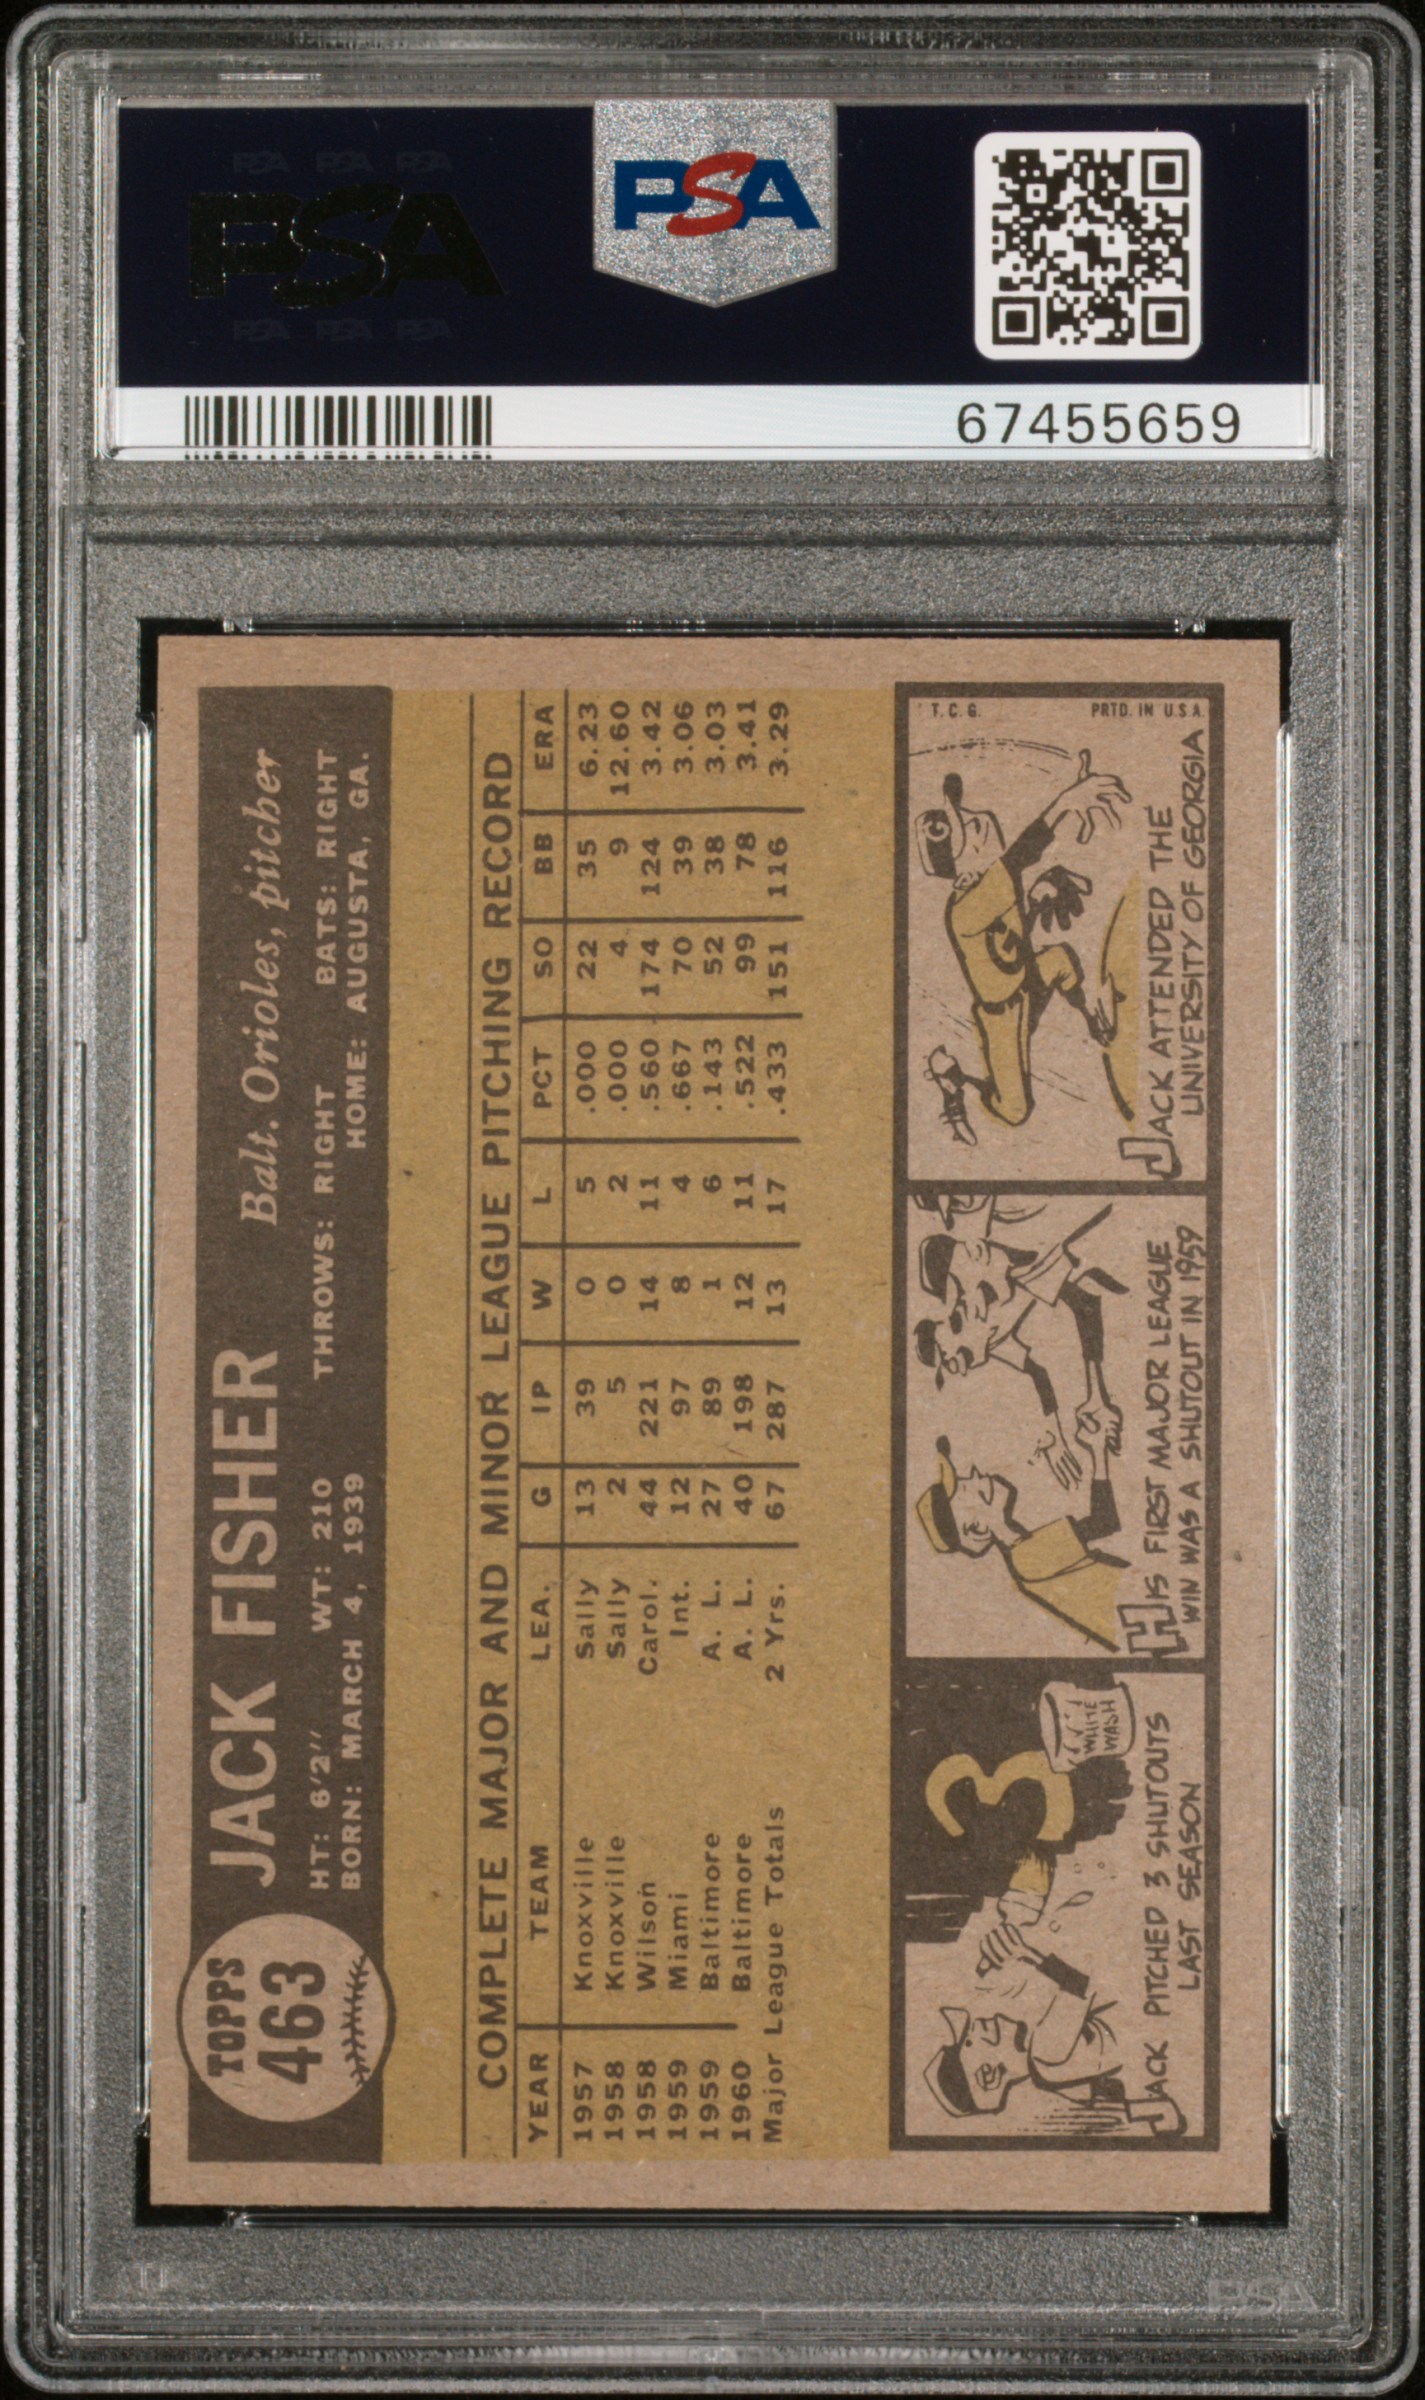 PSA PSA PSA
PSA
PSA PSA PSA
PSA
67455659
TOPPS
463
JACK FISHER Balt. Orioles, pitcher
HT: 6'2" WT: 210 THROWS: RIGHT BATS: RIGHT
BORN: MARCH 4, 1939 HOME: AUGUSTA, GA.
COMPLETE MAJOR AND MINOR LEAGUE PITCHING RECORD
YEAR TEAM LEA. G IP W L PCT SO BB ERA
1957 Knoxville Sally 13 39 0 5 .000 22 35 6.23
1958 Knoxville Sally 2 5 0 2 .000 4 9 12.60
1958 Wilson Carol. 44 221 14 11 .560 174 124 3.42
1959 Miami Int. 12 97 8 4 .667 70 39 3.06
1959 Baltimore A. L. 27 89 1 6 .143 52 38 3.03
1960 Baltimore A. L. 40 198 12 11 .522 99 78 3.41
Major League Totals 2 Yrs. 67 287 13 17 .433 151 116 3.29
3
WHITE
WASH
JACK PITCHED 3 SHUTOUTS
LAST SEASON
HIS FIRST MAJOR LEAGUE
WIN WAS A SHUTOUT IN 1959
T.C.G.
PRTD. IN U.S.A.
G
G
JACK ATTENDED THE
UNIVERSITY OF GEORGIA
PSA